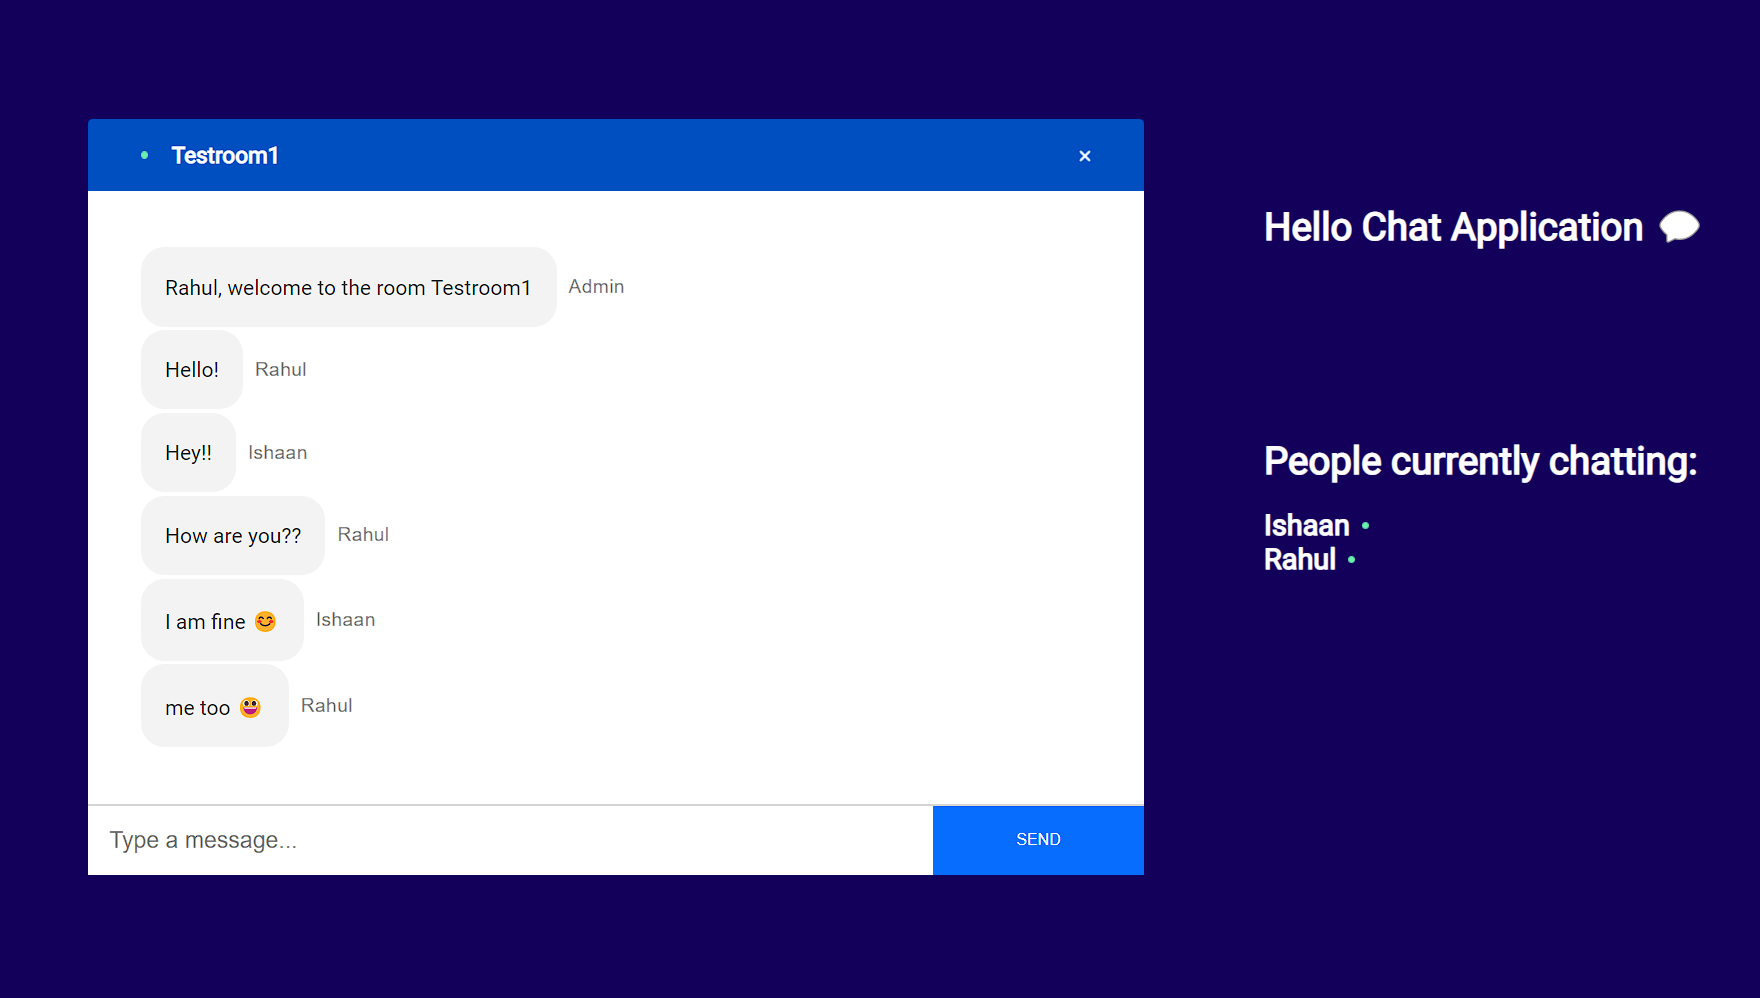 Testroom1
×
Rahul, welcome to the room Testroom1 Admin
Hello! Rahul
Hey!! Ishaan
How are you?? Rahul
I am fine 😊 Ishaan
me too 😃 Rahul
Type a message...
SEND
Hello Chat Application 💬
People currently chatting:
Ishaan
Rahul